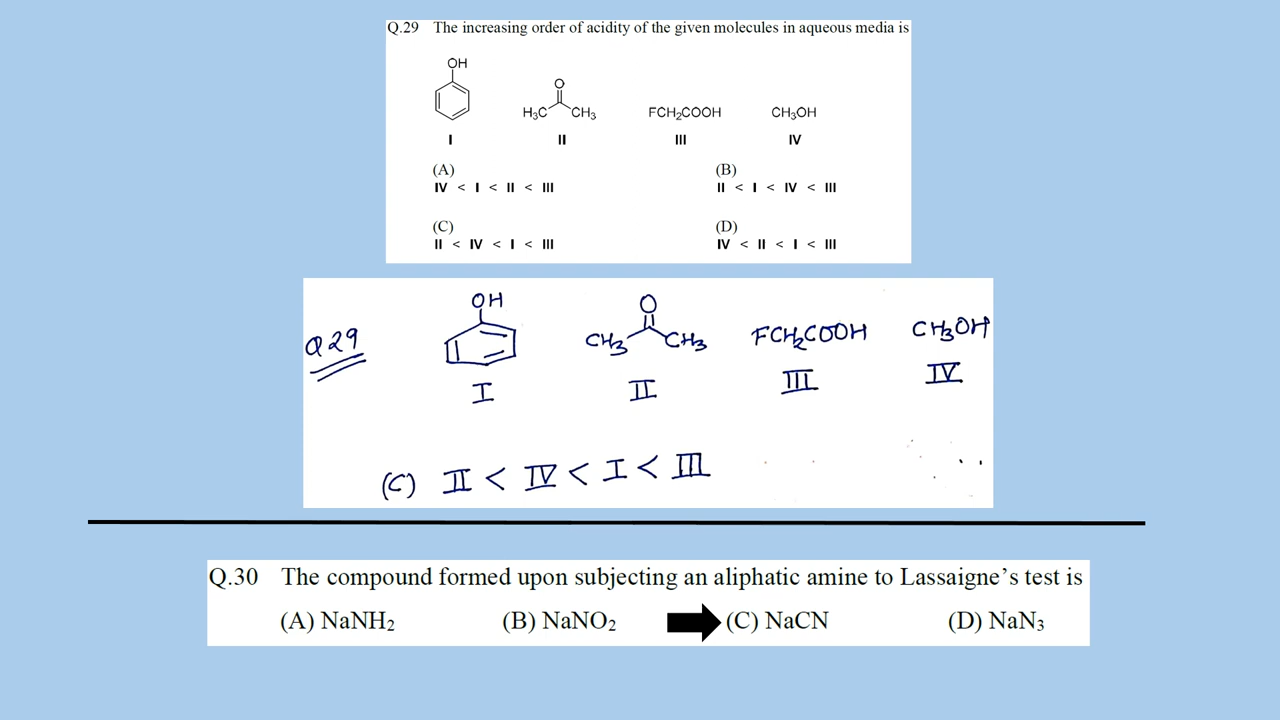 Q.29 The increasing order of acidity of the given molecules in aqueous media is
OH
O
H₃C CH₃ FCH₂COOH CH₃OH
I II III IV
(A) (B)
IV < I < II < III II < I < IV < III
(C) (D)
II < IV < I < III IV < II < I < III
Q29
OH
O
CH₃ CH₃ FCH₂COOH CH₃OH
I II III IV
(C) II < IV < I < III
Q.30 The compound formed upon subjecting an aliphatic amine to Lassaigne's test is
(A) NaNH₂ (B) NaNO₂ (C) NaCN (D) NaN₃